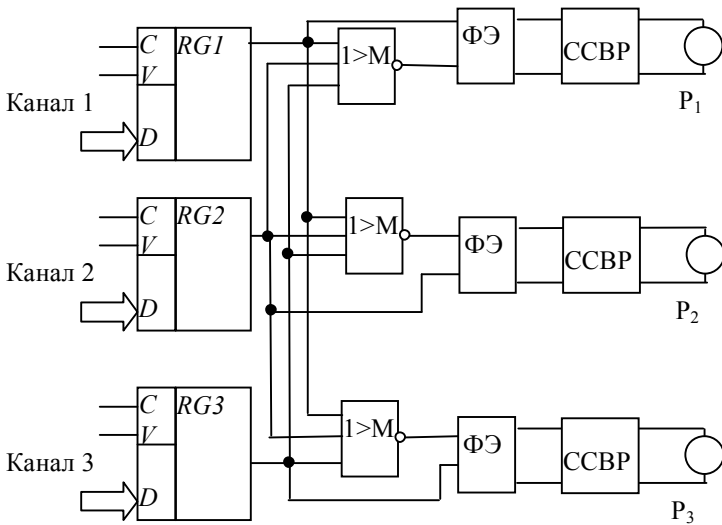 C RG1 1>M ФЭ ССВР
V
Канал 1 P1
D
C RG2 1>M ФЭ ССВР
V
Канал 2 P2
D
C RG3 1>M ФЭ ССВР
V
Канал 3 P3
D